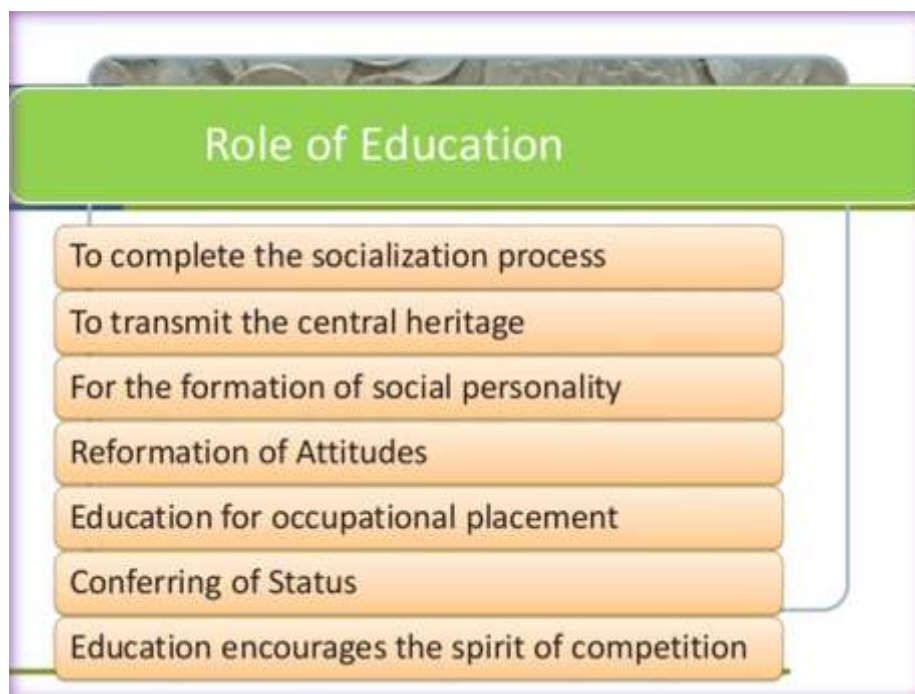 Role of Education
To complete the socialization process
To transmit the central heritage
For the formation of social personality
Reformation of Attitudes
Education for occupational placement
Conferring of Status
Education encourages the spirit of competition